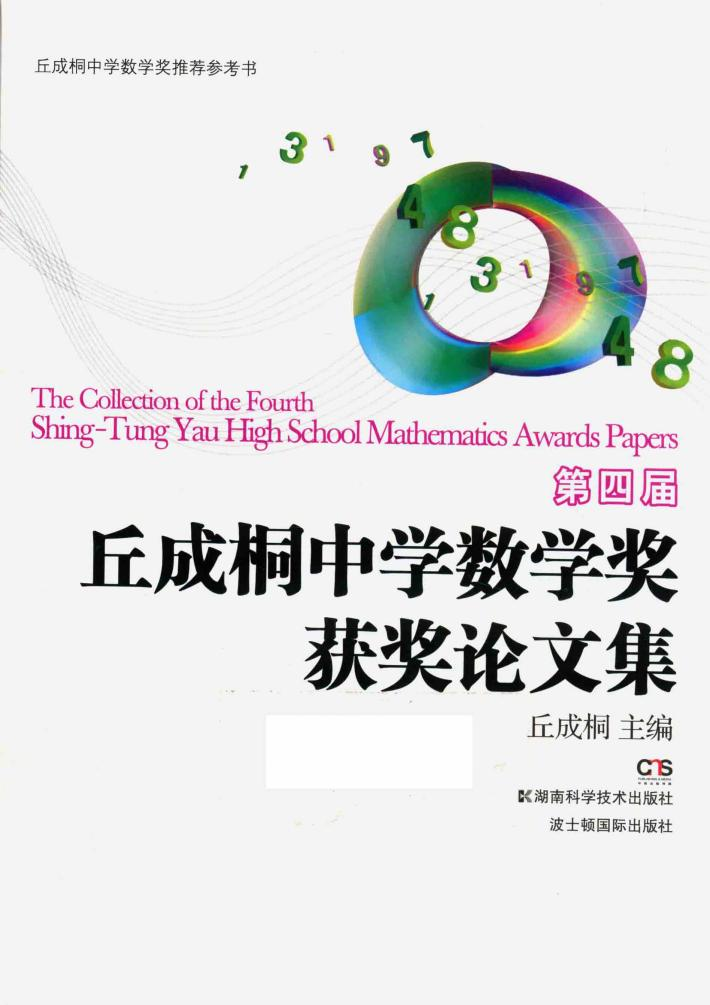 丘成桐中学数学奖推荐参考书
1 3 1 9 7
4 8
1 3 1 9 7
4 8
The Collection of the Fourth
Shing-Tung Yau High School Mathematics Awards Papers
第四届
丘成桐中学数学奖
获奖论文集
丘成桐 主编
CNS
湖南科学技术出版社
波士顿国际出版社